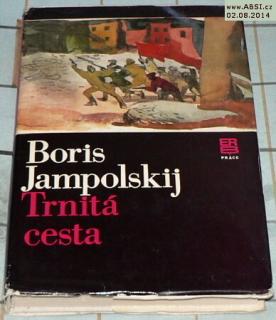 www.ABSI.cz
02.08.2014
PRÁCE
Boris
Jampolskij
Trnitá
cesta